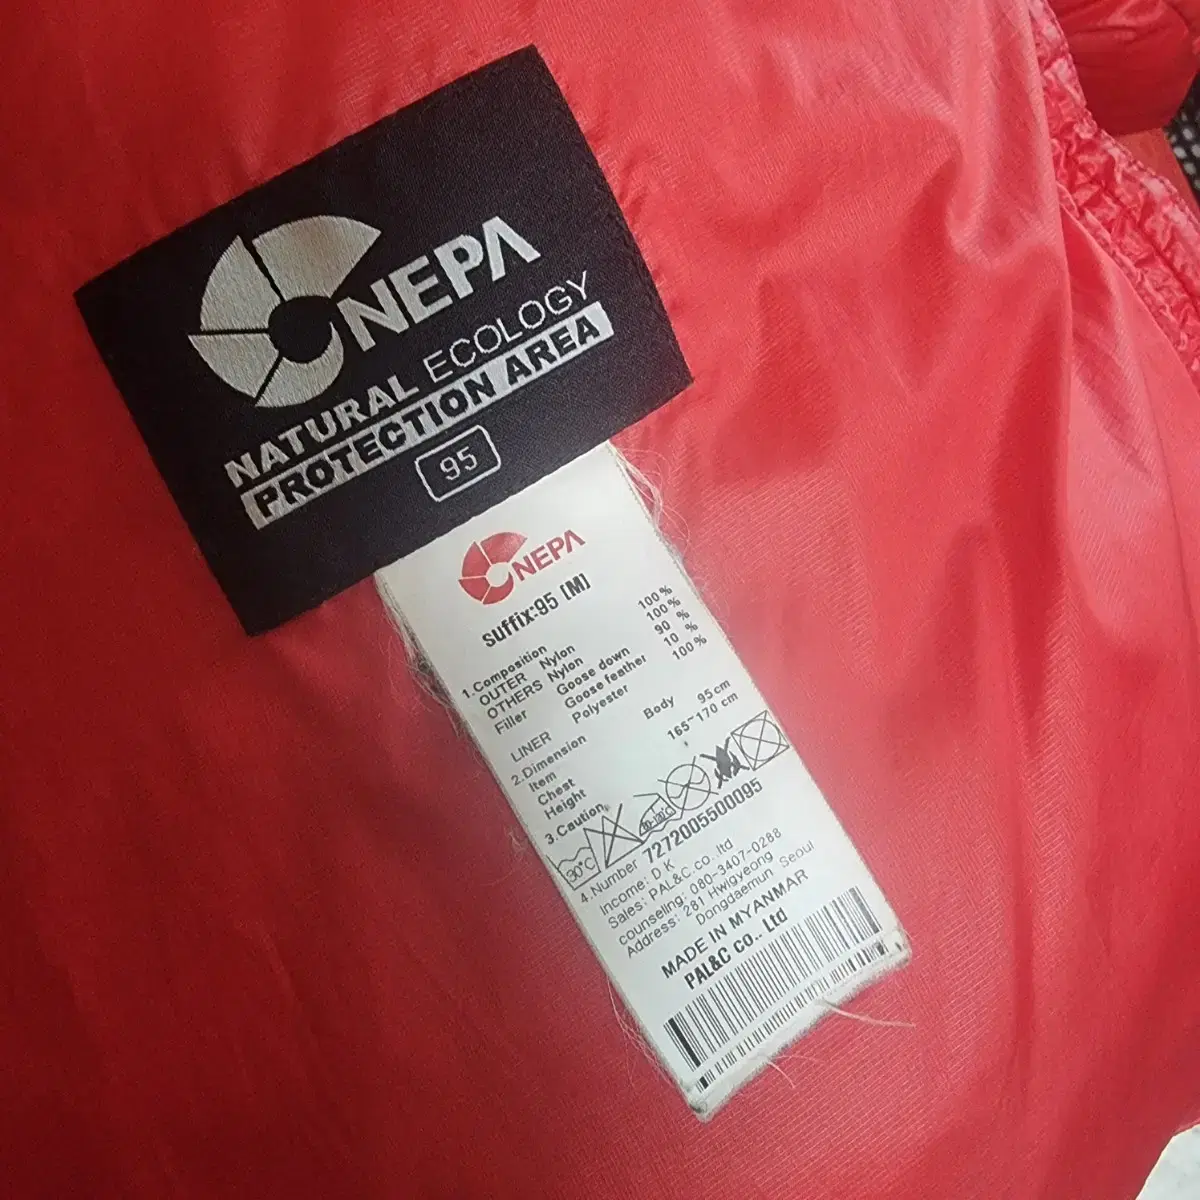 NEPA
NATURAL ECOLOGY
PROTECTION AREA
95
NEPA
suffix:95 [M]
1.Composition
OUTER Nylon 100%
OTHERS Nylon 100%
Filler Goose down 90 %
Goose feather 10 %
LINER Polyester 100%
2.Dimension
Item Body
Chest 95cm
Height 165~170 cm
3.Caution
90°C
4.Number 7272005500095
Income: D K
Sales: PAL&C.co.,ltd
counseling: 080-3407-0288
Address: 281 Hwigyeong
Dongdaemun Seoul
MADE IN MYANMAR
PAL&C CO.. Ltd